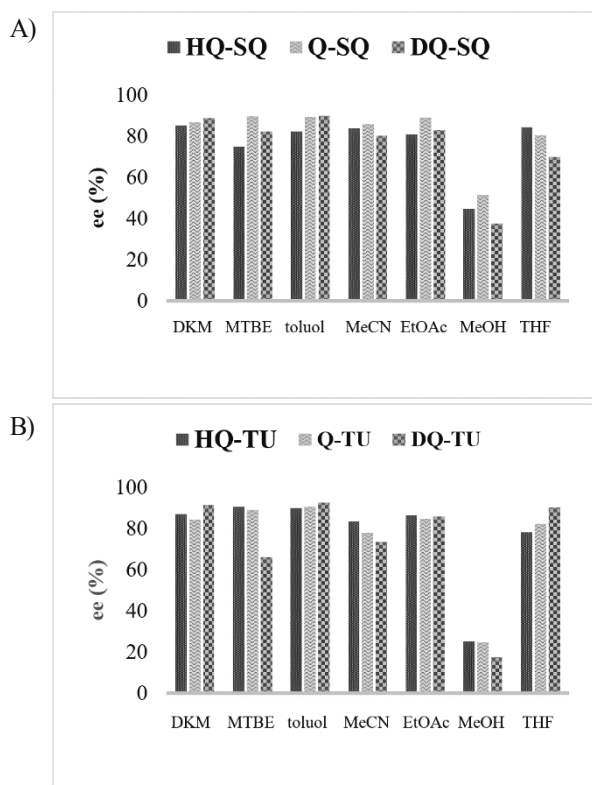 A)
HQ-SQ Q-SQ DQ-SQ
100
80
60
40
20
0
ee (%)
DKM MTBE toluol MeCN EtOAc MeOH THF
B)
HQ-TU Q-TU DQ-TU
100
80
60
40
20
0
ee (%)
DKM MTBE toluol MeCN EtOAc MeOH THF